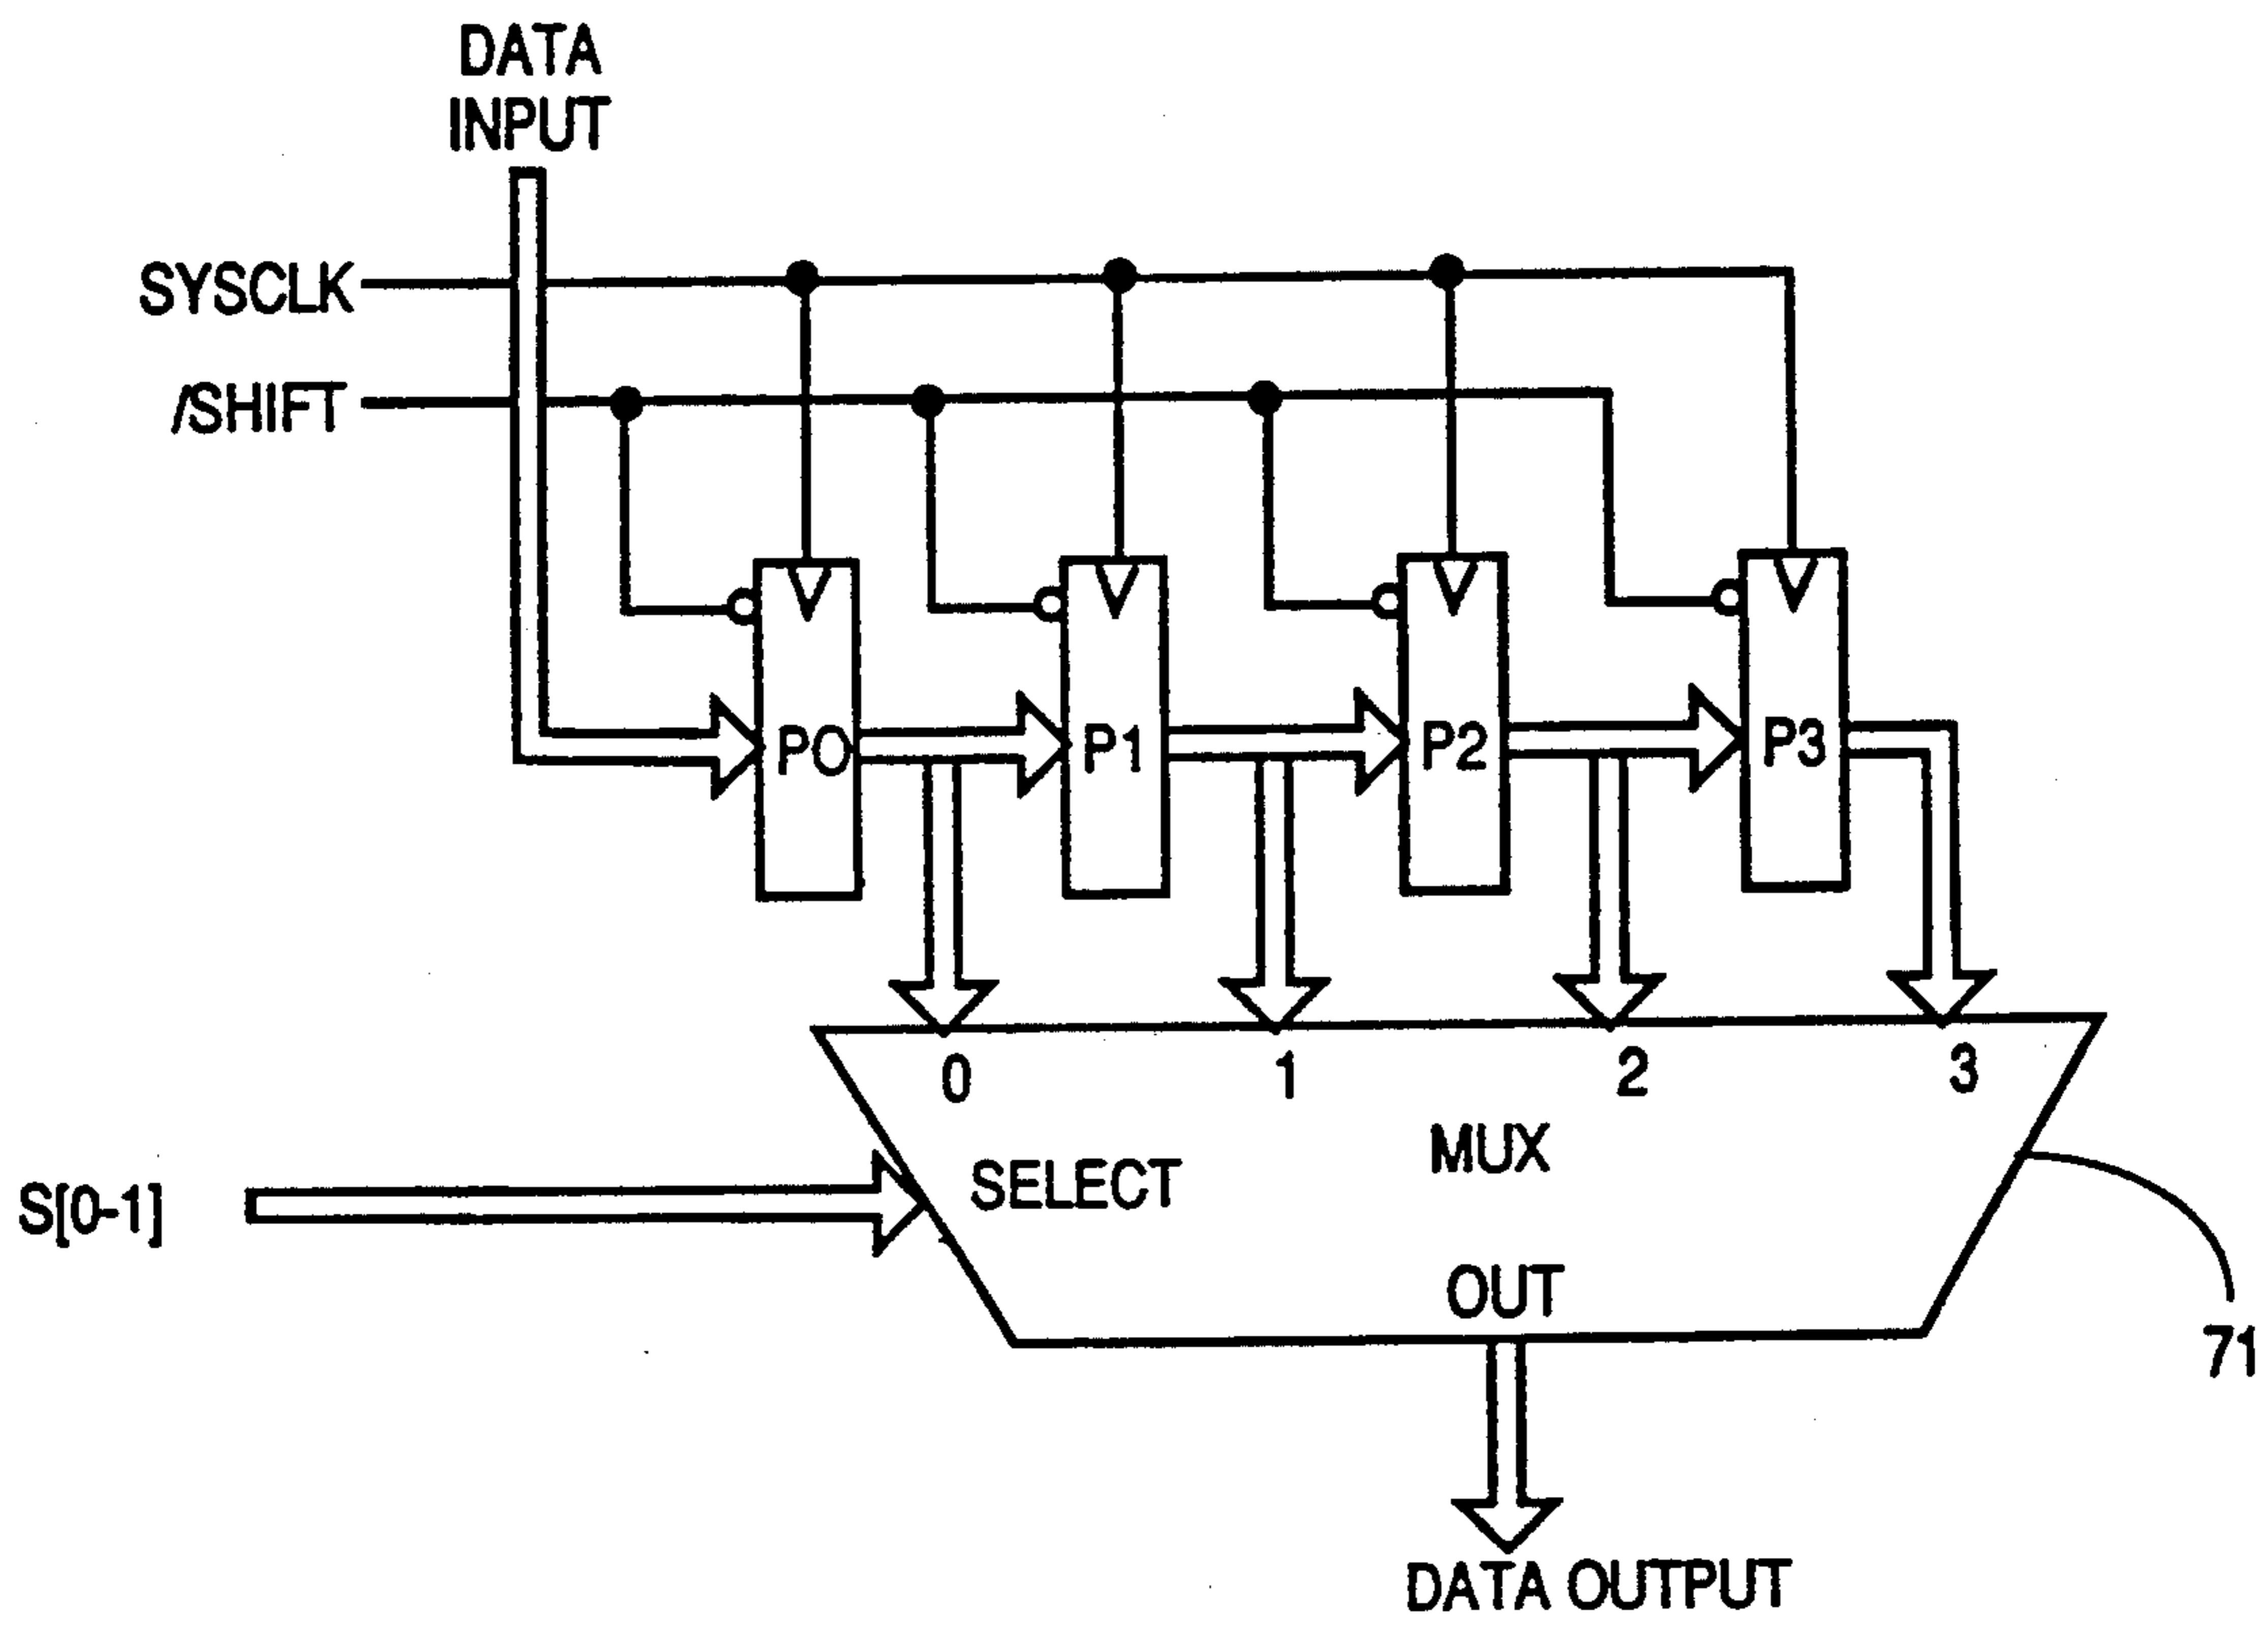 DATA
INPUT
SYSCLK
/SHIFT
PO
P1
P2
P3
0
1
2
3
MUX
SELECT
S[0-1]
OUT
71
DATA OUTPUT